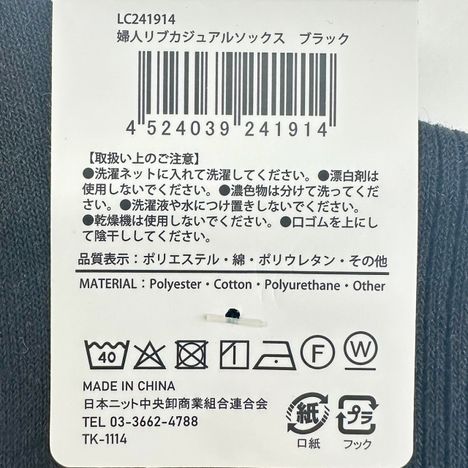 LC241914
婦人リブカジュアルソックス　ブラック
4 524039 241914
【取扱い上のご注意】
●洗濯ネットに入れて洗濯してください。●漂白剤は
使用しないでください。●濃色物は分けて洗ってくだ
さい。●洗濯液や水につけ置きしないでください。
●乾燥機は使用しないでください。●口ゴムを上にし
て陰干ししてください。
品質表示：ポリエステル・綿・ポリウレタン・その他
MATERIAL：Polyester・Cotton・Polyurethane・Other
40 F W
MADE IN CHINA
日本ニット中央卸商業組合連合会
TEL 03-3662-4788
TK-1114
紙
口紙
プラ
フック